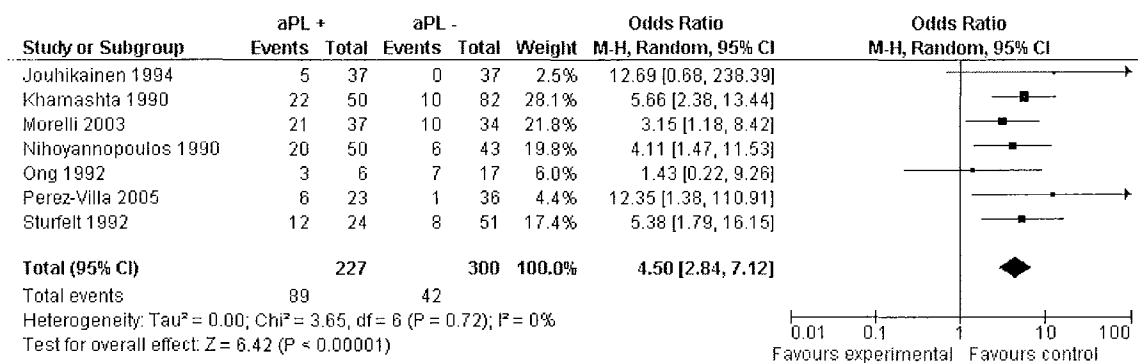 aPL + aPL - Odds Ratio Odds Ratio
Study or Subgroup Events Total Events Total Weight M-H, Random, 95% CI M-H, Random, 95% CI
Jouhikainen 1994 5 37 0 37 2.5% 12.69 [0.68, 238.39]
Khamashta 1990 22 50 10 82 28.1% 5.66 [2.38, 13.44]
Morelli 2003 21 37 10 34 21.8% 3.15 [1.18, 8.42]
Nihoyannopoulos 1990 20 50 6 43 19.8% 4.11 [1.47, 11.53]
Ong 1992 3 6 7 17 6.0% 1.43 [0.22, 9.26]
Perez-Villa 2005 6 23 1 36 4.4% 12.35 [1.38, 110.91]
Sturfelt 1992 12 24 8 51 17.4% 5.38 [1.79, 16.15]
Total (95% CI) 227 300 100.0% 4.50 [2.84, 7.12]
Total events 89 42
Heterogeneity: Tau² = 0.00; Chi² = 3.65, df = 6 (P = 0.72); I² = 0%
Test for overall effect: Z = 6.42 (P < 0.00001)
0.01 0.1 1 10 100
Favours experimental Favours control